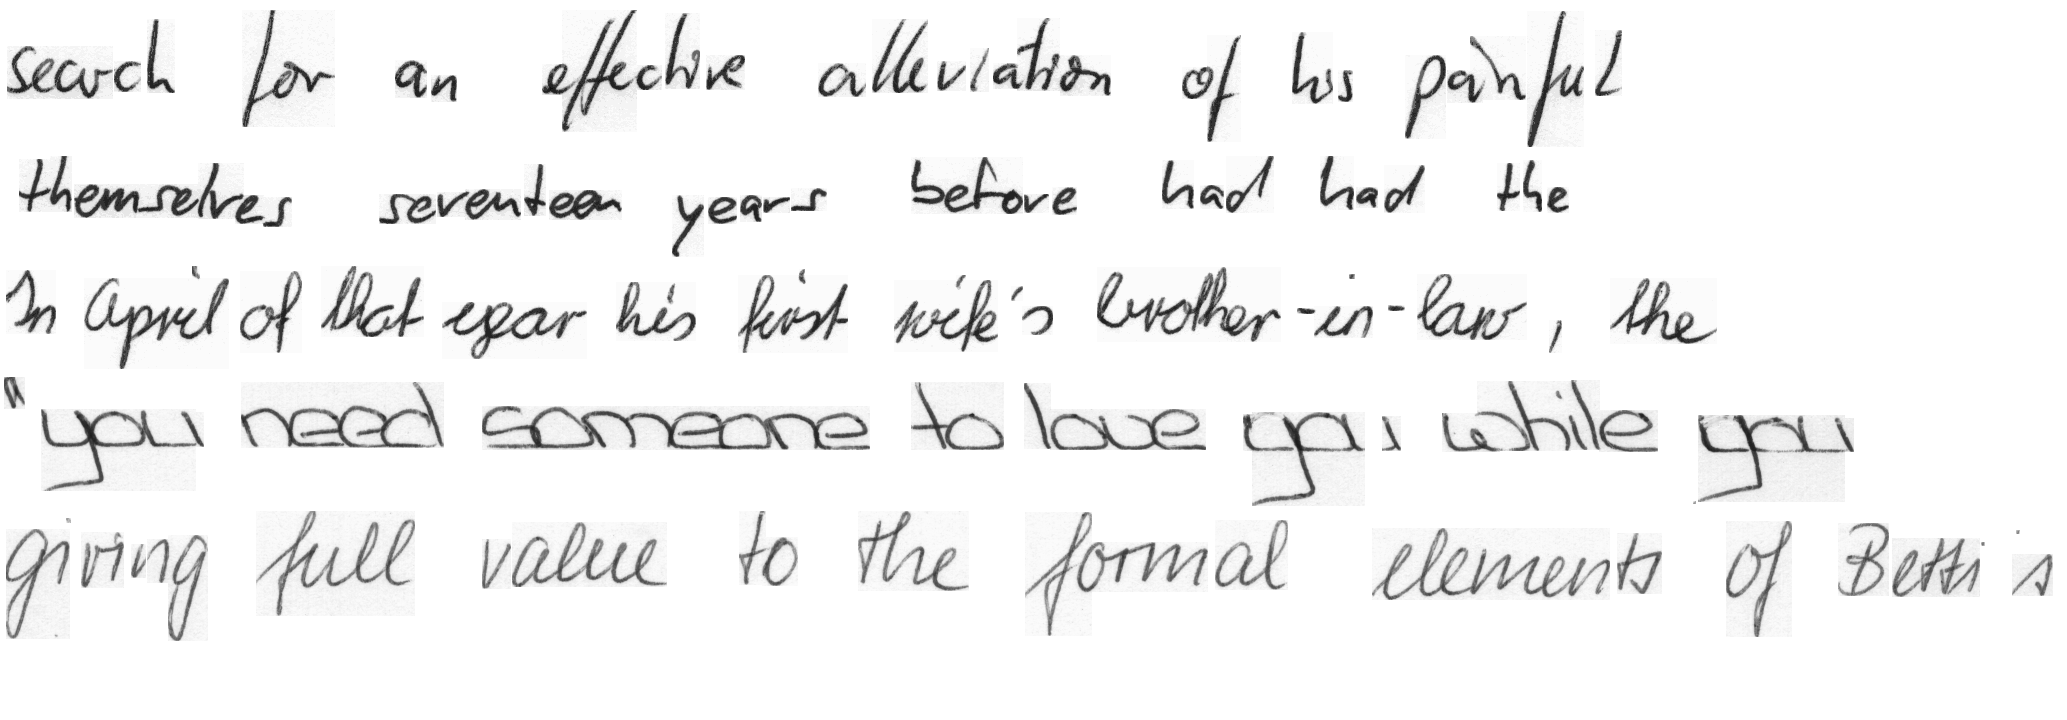 search for an effective alleviation of his painful
themselves seventeen years before had had the
In April of that year his first wife's brother-in-law, the
"you need someone to love you while you
giving full value to the formal elements of Betti's